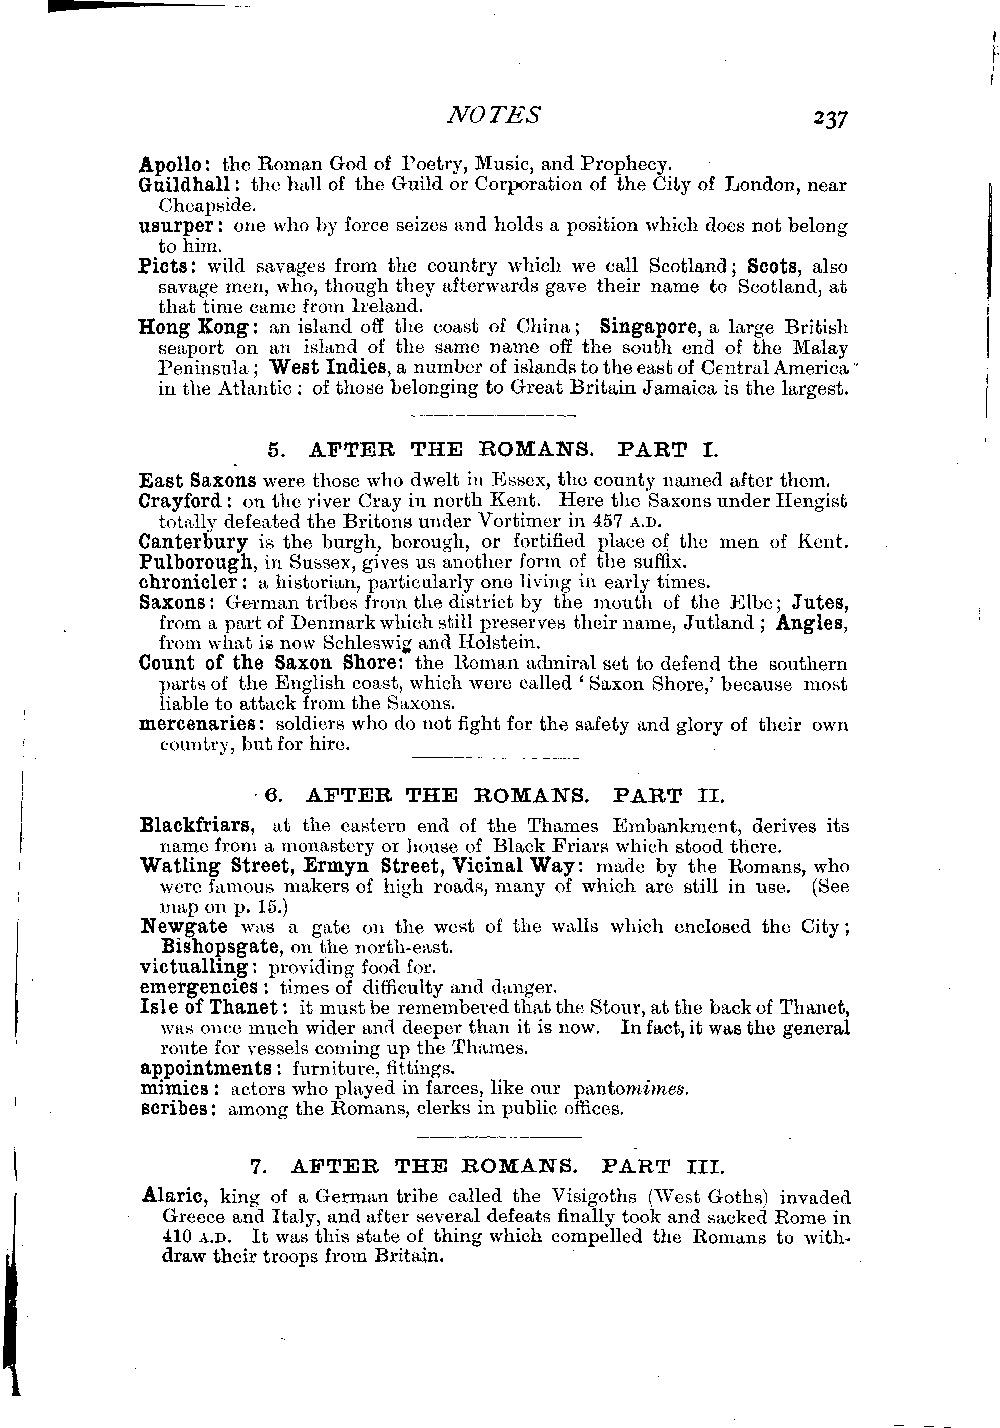 NOTES 237
Apollo: the Roman God of Poetry, Music, and Prophecy.
Guildhall: the hall of the Guild or Corporation of the City of London, near
Cheapside.
usurper: one who by force seizes and holds a position which does not belong
to him.
Picts: wild savages from the country which we call Scotland; Scots, also
savage men, who, though they afterwards gave their name to Scotland, at
that time came from Ireland.
Hong Kong: an island off the coast of China; Singapore, a large British
seaport on an island of the same name off the south end of the Malay
Peninsula; West Indies, a number of islands to the east of Central America
in the Atlantic: of those belonging to Great Britain Jamaica is the largest.
5. AFTER THE ROMANS. PART I.
East Saxons were those who dwelt in Essex, the county named after them.
Crayford: on the river Cray in north Kent. Here the Saxons under Hengist
totally defeated the Britons under Vortimer in 457 A.D.
Canterbury is the burgh, borough, or fortified place of the men of Kent.
Pulborough, in Sussex, gives us another form of the suffix.
chronicler: a historian, particularly one living in early times.
Saxons: German tribes from the district by the mouth of the Elbe; Jutes,
from a part of Denmark which still preserves their name, Jutland; Angles,
from what is now Schleswig and Holstein.
Count of the Saxon Shore: the Roman admiral set to defend the southern
parts of the English coast, which were called ‘Saxon Shore,’ because most
liable to attack from the Saxons.
mercenaries: soldiers who do not fight for the safety and glory of their own
country, but for hire.
6. AFTER THE ROMANS. PART II.
Blackfriars, at the eastern end of the Thames Embankment, derives its
name from a monastery or house of Black Friars which stood there.
Watling Street, Ermyn Street, Vicinal Way: made by the Romans, who
were famous makers of high roads, many of which are still in use. (See
map on p. 15.)
Newgate was a gate on the west of the walls which enclosed the City;
Bishopsgate, on the north-east.
victualling: providing food for.
emergencies: times of difficulty and danger.
Isle of Thanet: it must be remembered that the Stour, at the back of Thanet,
was once much wider and deeper than it is now. In fact, it was the general
route for vessels coming up the Thames.
appointments: furniture, fittings.
mimics: actors who played in farces, like our pantomimes.
scribes: among the Romans, clerks in public offices.
7. AFTER THE ROMANS. PART III.
Alaric, king of a German tribe called the Visigoths (West Goths) invaded
Greece and Italy, and after several defeats finally took and sacked Rome in
410 A.D. It was this state of thing which compelled the Romans to with-
draw their troops from Britain.